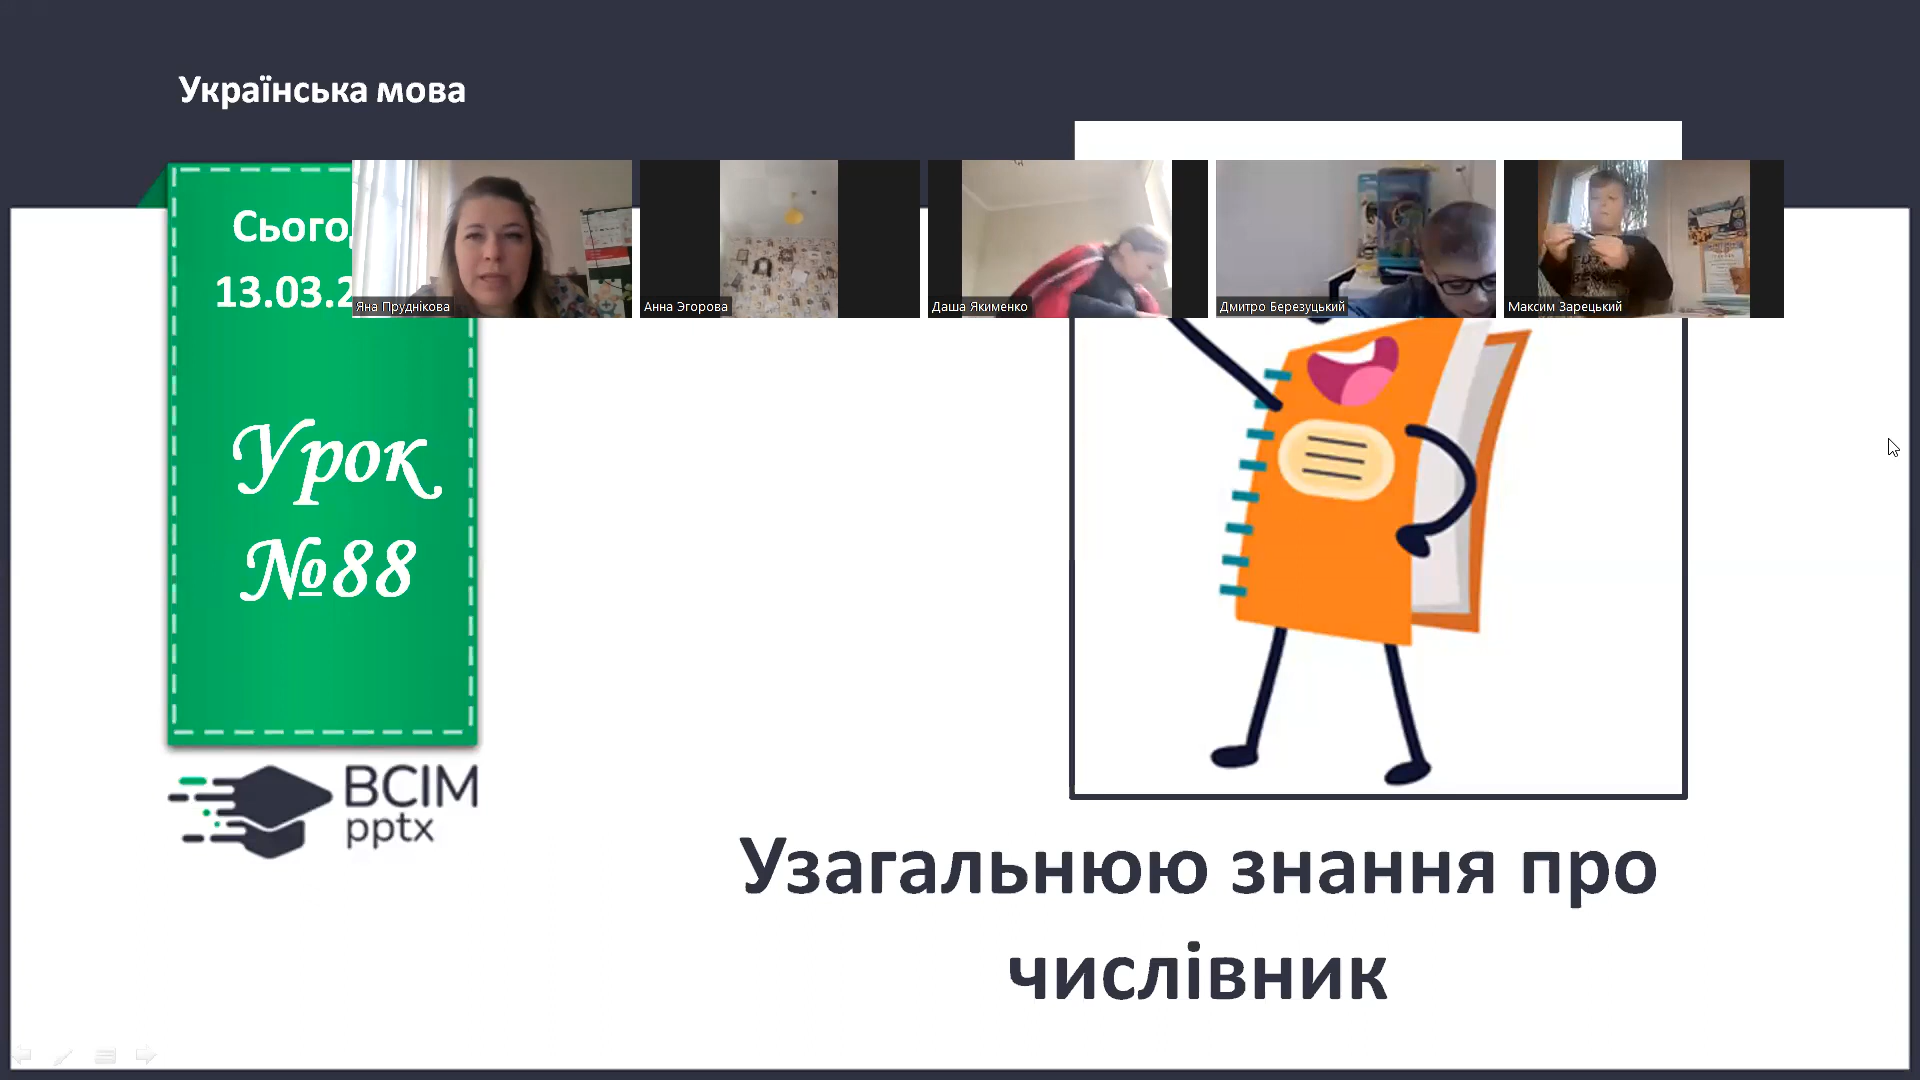 Українська мова
Сього
13.03.2
Урок
№88
Яна Пруднікова
Анна Эгорова
Даша Якименко
Дмитро Березуцький
Максим Зарецький
BCIM
pptx
Узагальнюю знання про
числівник